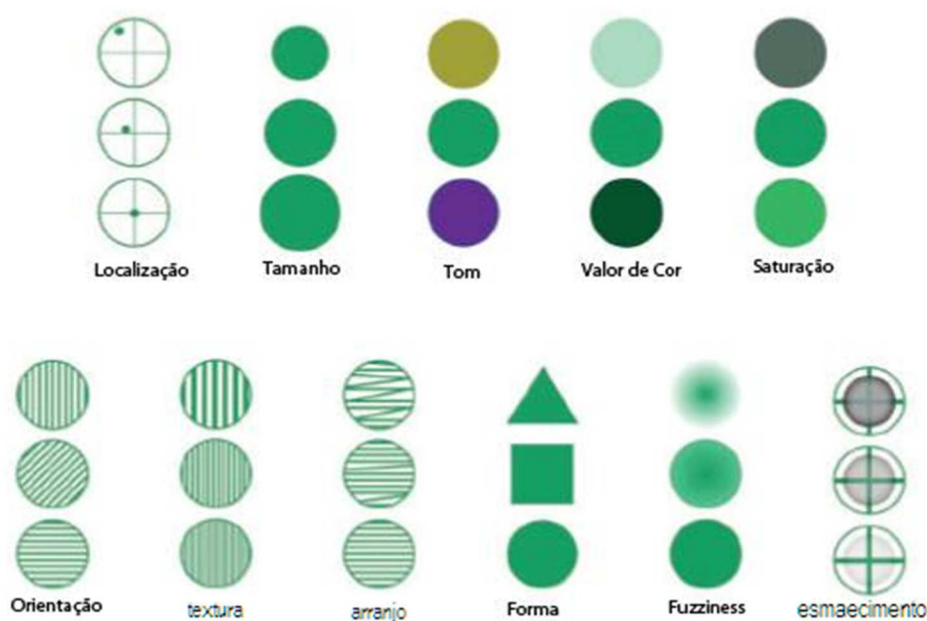 Localização
Tamanho
Tom
Valor de Cor
Saturação
Orientação
textura
arranjo
Forma
Fuzziness
esmaecimento